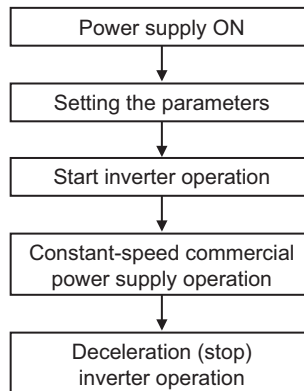 Power supply ON
Setting the parameters
Start inverter operation
Constant-speed commercial
power supply operation
Deceleration (stop)
inverter operation